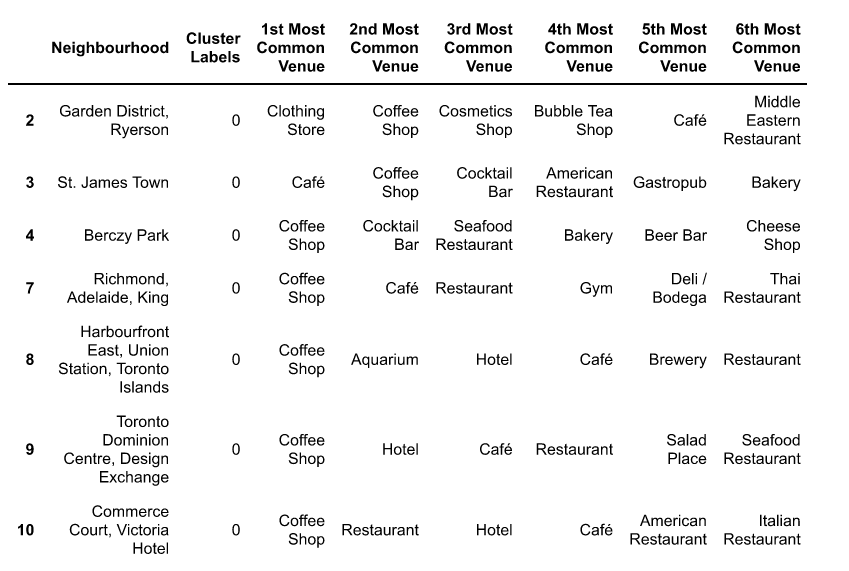 Neighbourhood Cluster Labels 1st Most Common Venue 2nd Most Common Venue 3rd Most Common Venue 4th Most Common Venue 5th Most Common Venue 6th Most Common Venue
2 Garden District, Ryerson 0 Clothing Store Coffee Shop Cosmetics Shop Bubble Tea Shop Café Middle Eastern Restaurant
3 St. James Town 0 Café Coffee Shop Cocktail Bar American Restaurant Gastropub Bakery
4 Berczy Park 0 Coffee Shop Cocktail Bar Seafood Restaurant Bakery Beer Bar Cheese Shop
7 Richmond, Adelaide, King 0 Coffee Shop Café Restaurant Gym Deli / Bodega Thai Restaurant
8 Harbourfront East, Union Station, Toronto Islands 0 Coffee Shop Aquarium Hotel Café Brewery Restaurant
9 Toronto Dominion Centre, Design Exchange 0 Coffee Shop Hotel Café Restaurant Salad Place Seafood Restaurant
10 Commerce Court, Victoria Hotel 0 Coffee Shop Restaurant Hotel Café American Restaurant Italian Restaurant